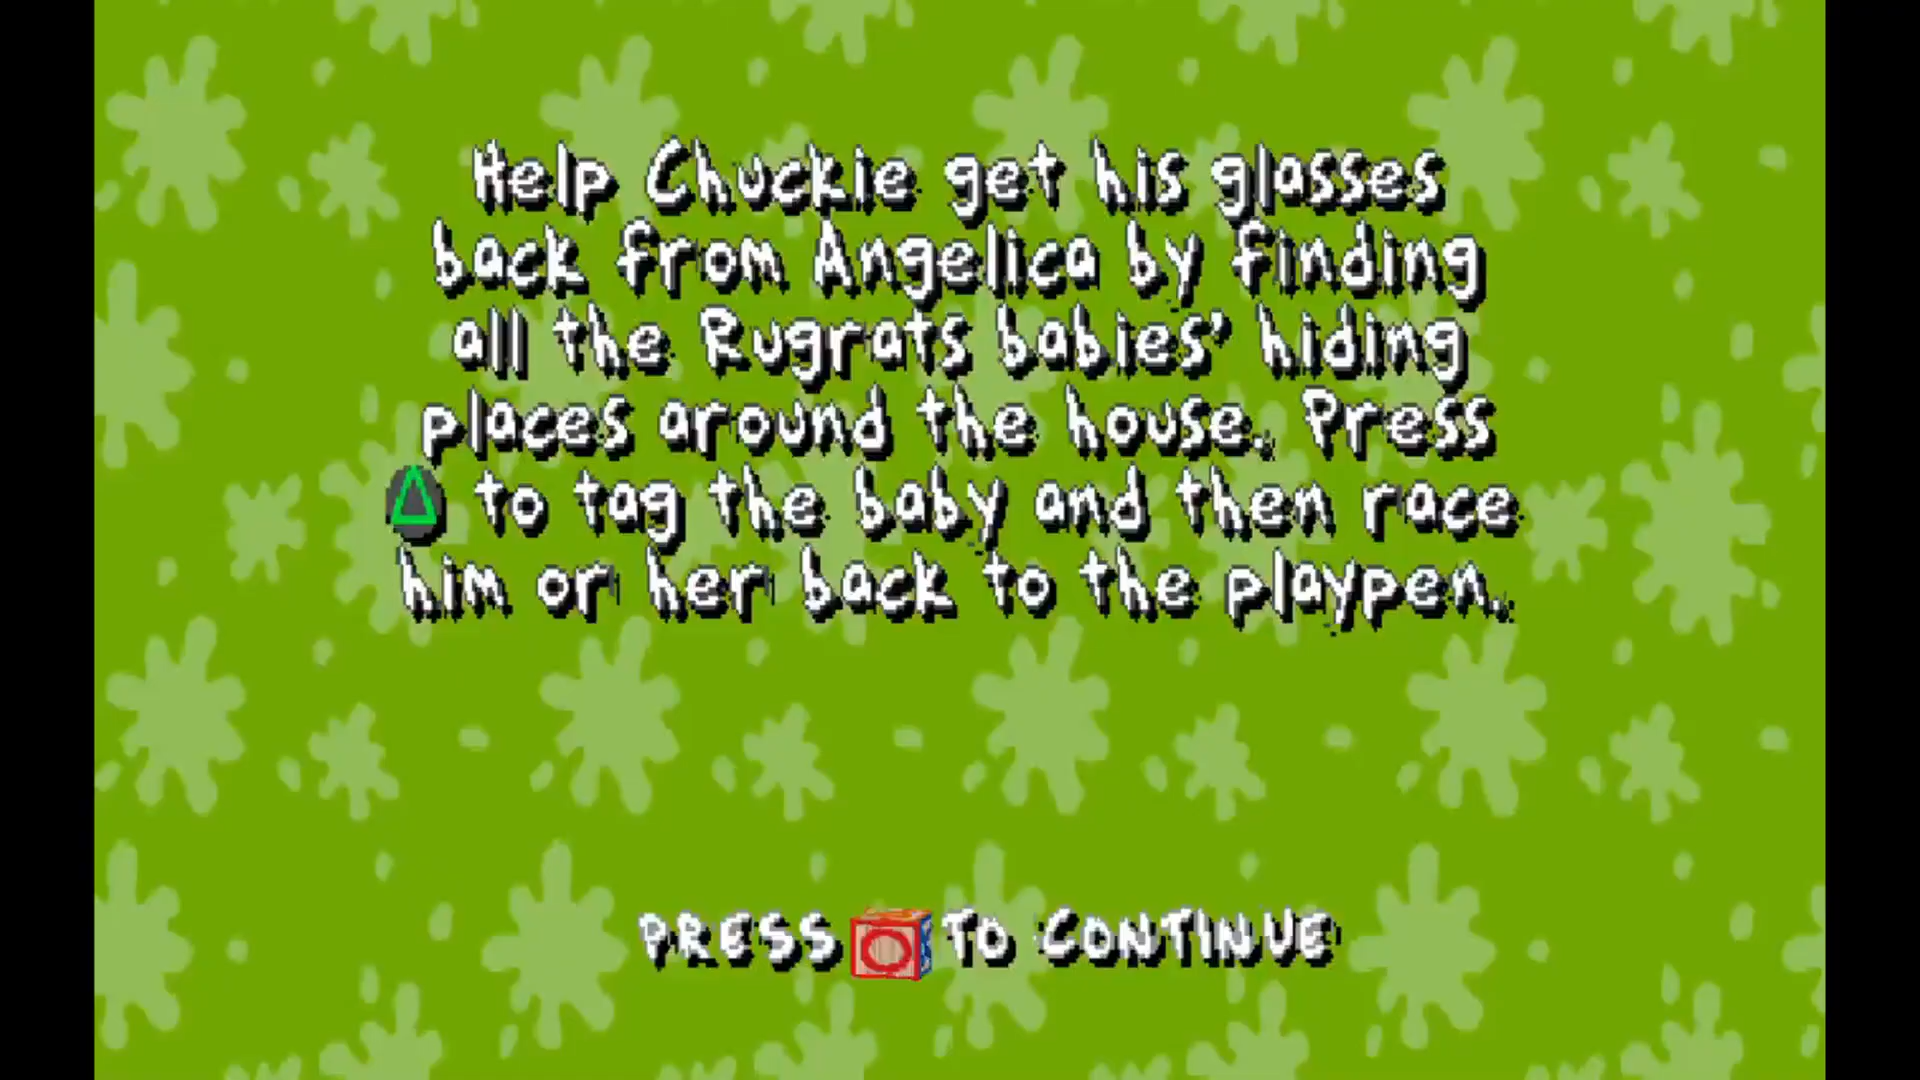 Help Chuckie get his glasses
back from Angelica by finding
all the Rugrats babies' hiding
places around the house. Press
△ to tag the baby and then race
him or her back to the playpen.
PRESS O TO CONTINUE